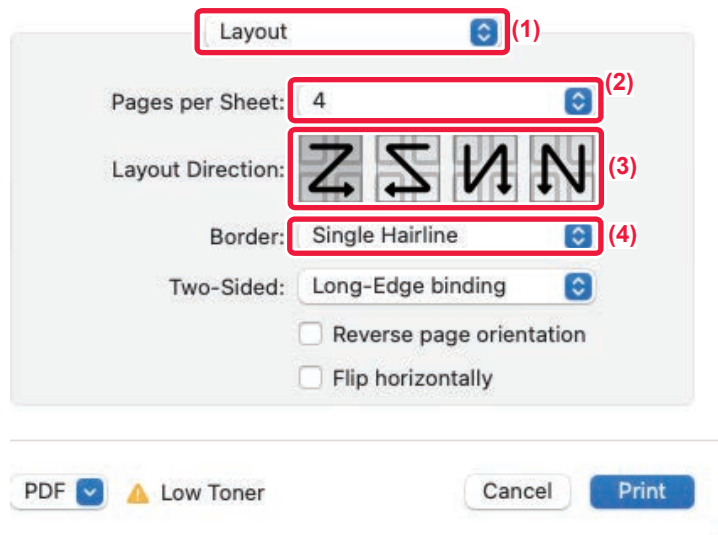 Layout (1)
Pages per Sheet: 4 (2)
Layout Direction: (3)
Border: Single Hairline (4)
Two-Sided: Long-Edge binding
Reverse page orientation
Flip horizontally
PDF Low Toner Cancel Print